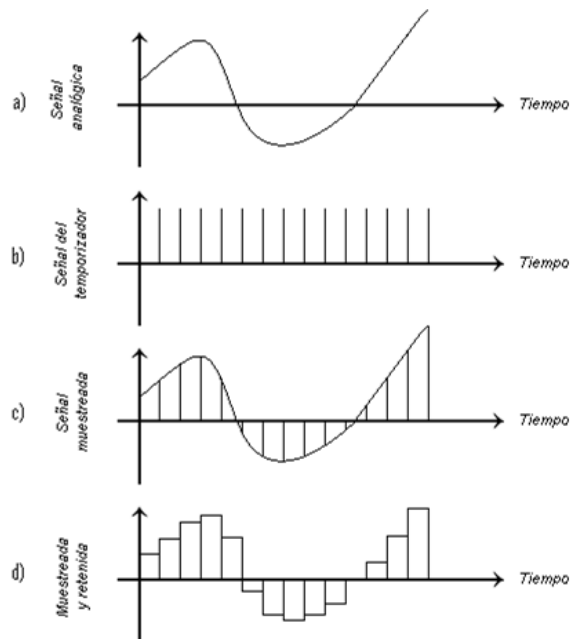 a)
Señal
analógica
Tiempo
b)
Señal del
temporizador
Tiempo
c)
Señal
muestreada
Tiempo
d)
Muestreada
y retenida
Tiempo